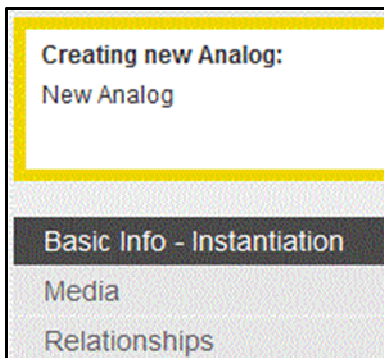 Creating new Analog:
New Analog
Basic Info - Instantiation
Media
Relationships